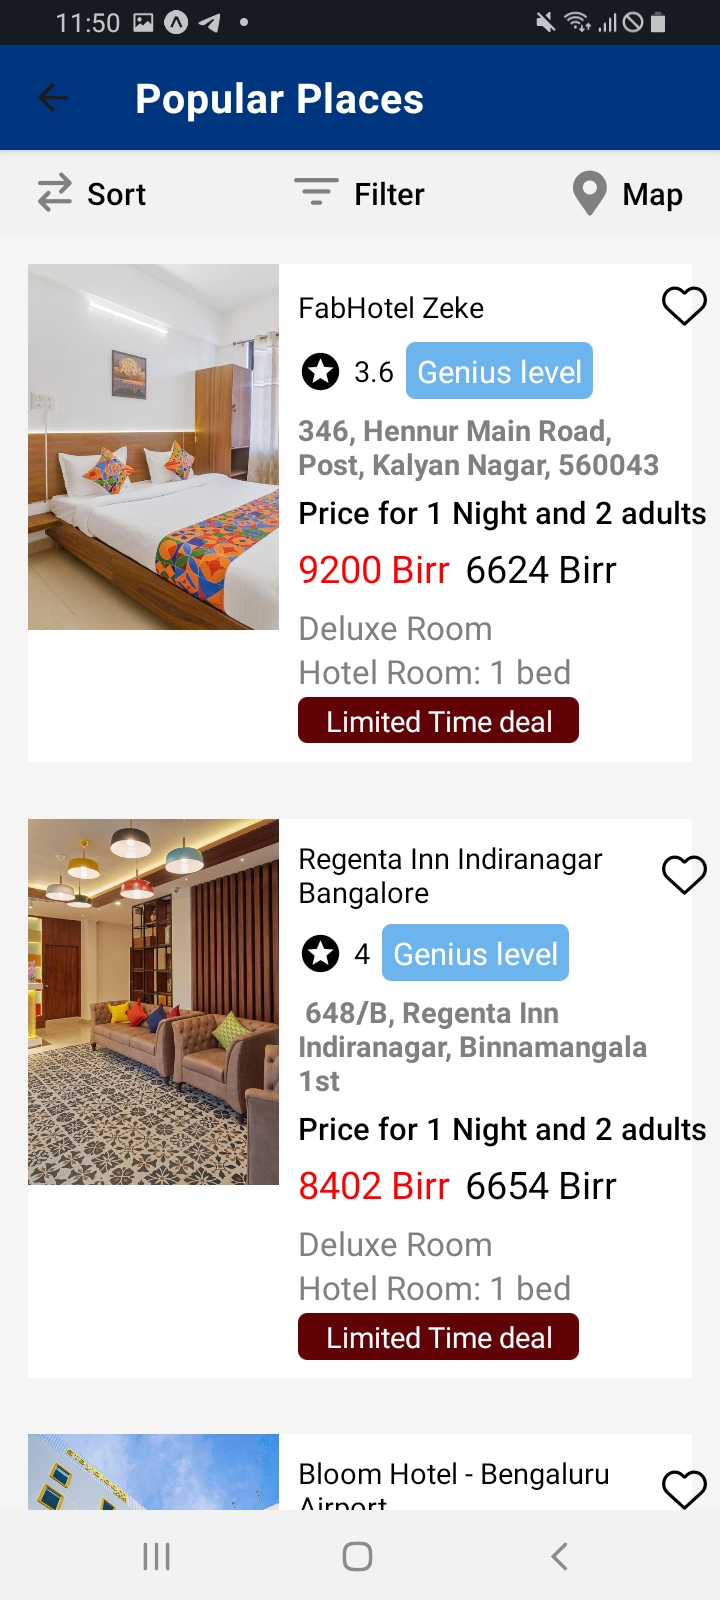 11:50
Popular Places
Sort
Filter
Map
FabHotel Zeke
3.6
Genius level
346, Hennur Main Road,
Post, Kalyan Nagar, 560043
Price for 1 Night and 2 adults
9200 Birr 6624 Birr
Deluxe Room
Hotel Room: 1 bed
Limited Time deal
Regenta Inn Indiranagar
Bangalore
4
Genius level
648/B, Regenta Inn
Indiranagar, Binnamangala
1st
Price for 1 Night and 2 adults
8402 Birr 6654 Birr
Deluxe Room
Hotel Room: 1 bed
Limited Time deal
Bloom Hotel - Bengaluru
Airport